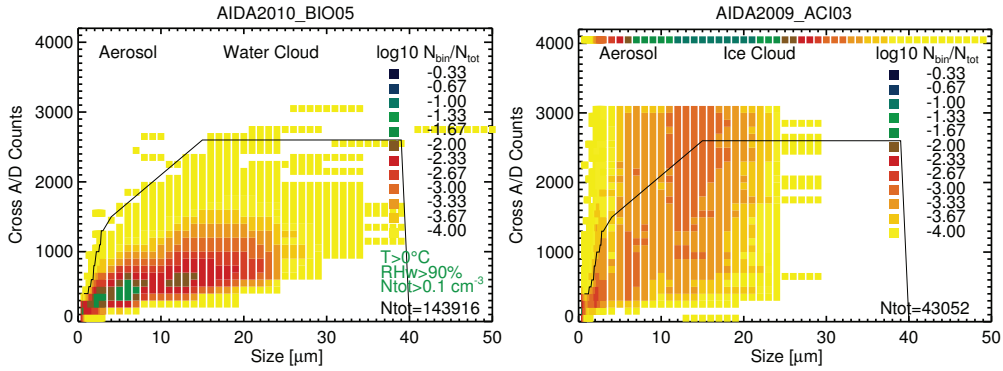 AIDA2010_BIO05
4000
3000
2000
1000
0
Cross A/D Counts
Aerosol
Water Cloud
log10 N_bin/N_tot
-0.33
-0.67
-1.00
-1.33
-1.67
-2.00
-2.33
-2.67
-3.00
-3.33
-3.67
-4.00
T>0°C
RHw>90%
Ntot>0.1 cm⁻³
Ntot=143916
0 10 20 30 40 50
Size [µm]
AIDA2009_ACI03
4000
3000
2000
1000
0
Cross A/D Counts
Aerosol
Ice Cloud
log10 N_bin/N_tot
-0.33
-0.67
-1.00
-1.33
-1.67
-2.00
-2.33
-2.67
-3.00
-3.33
-3.67
-4.00
Ntot=43052
0 10 20 30 40 50
Size [µm]